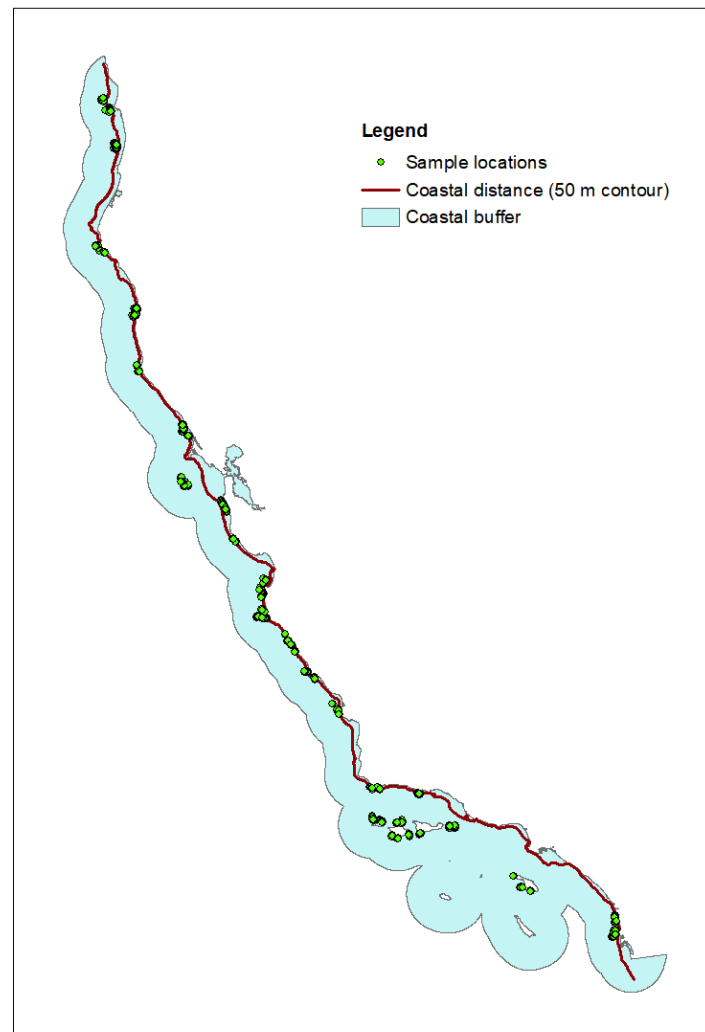 Legend
Sample locations
Coastal distance (50 m contour)
Coastal buffer